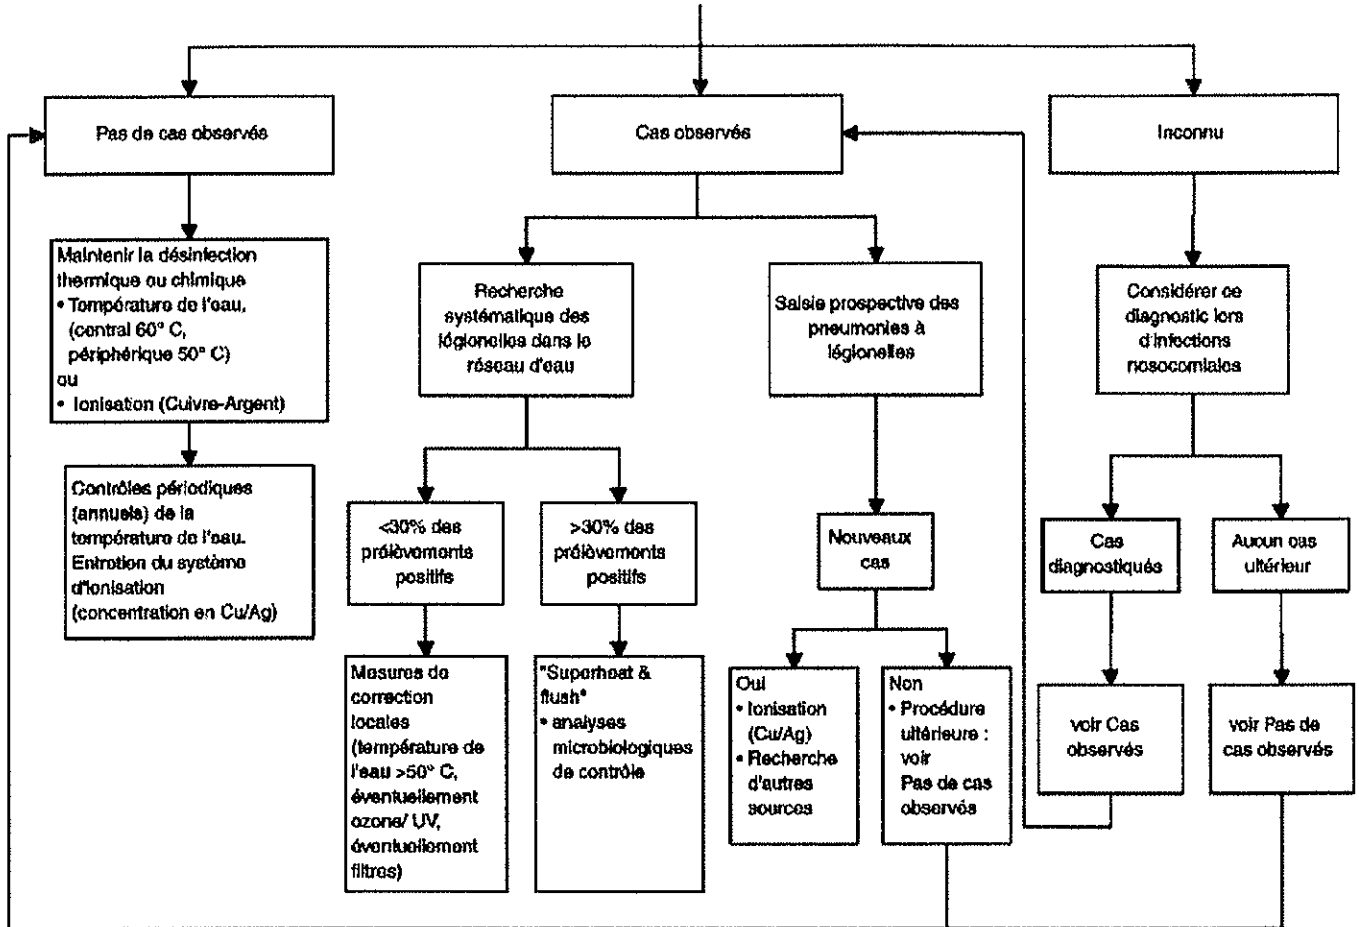 Pas de cas observés
Cas observés
Inconnu
Maintenir la désinfection
thermique ou chimique
• Température de l'eau,
(central 60° C,
périphérique 50° C)
ou
• Ionisation (Cuivre-Argent)
Contrôles périodiques
(annuels) de la
température de l'eau.
Entretien du système
d'ionisation
(concentration en Cu/Ag)
Recherche
systématique des
légionelles dans le
réseau d'eau
Saisie prospective des
pneumonies à
légionelles
Considérer ce
diagnostic lors
d'infections
nosocomiales
<30% des
prélèvements
positifs
>30% des
prélèvements
positifs
Nouveaux
cas
Cas
diagnostiqués
Aucun cas
ultérieur
Mesures de
correction
locales
(température de
l'eau >50° C,
éventuellement
ozone/ UV,
éventuellement
filtres)
"Superheat &
flush"
• analyses
microbiologiques
de contrôle
Oui
• Ionisation
(Cu/Ag)
• Recherche
d'autres
sources
Non
• Procédure
ultérieure :
voir
Pas de cas
observés
voir Cas
observés
voir Pas de
cas observés